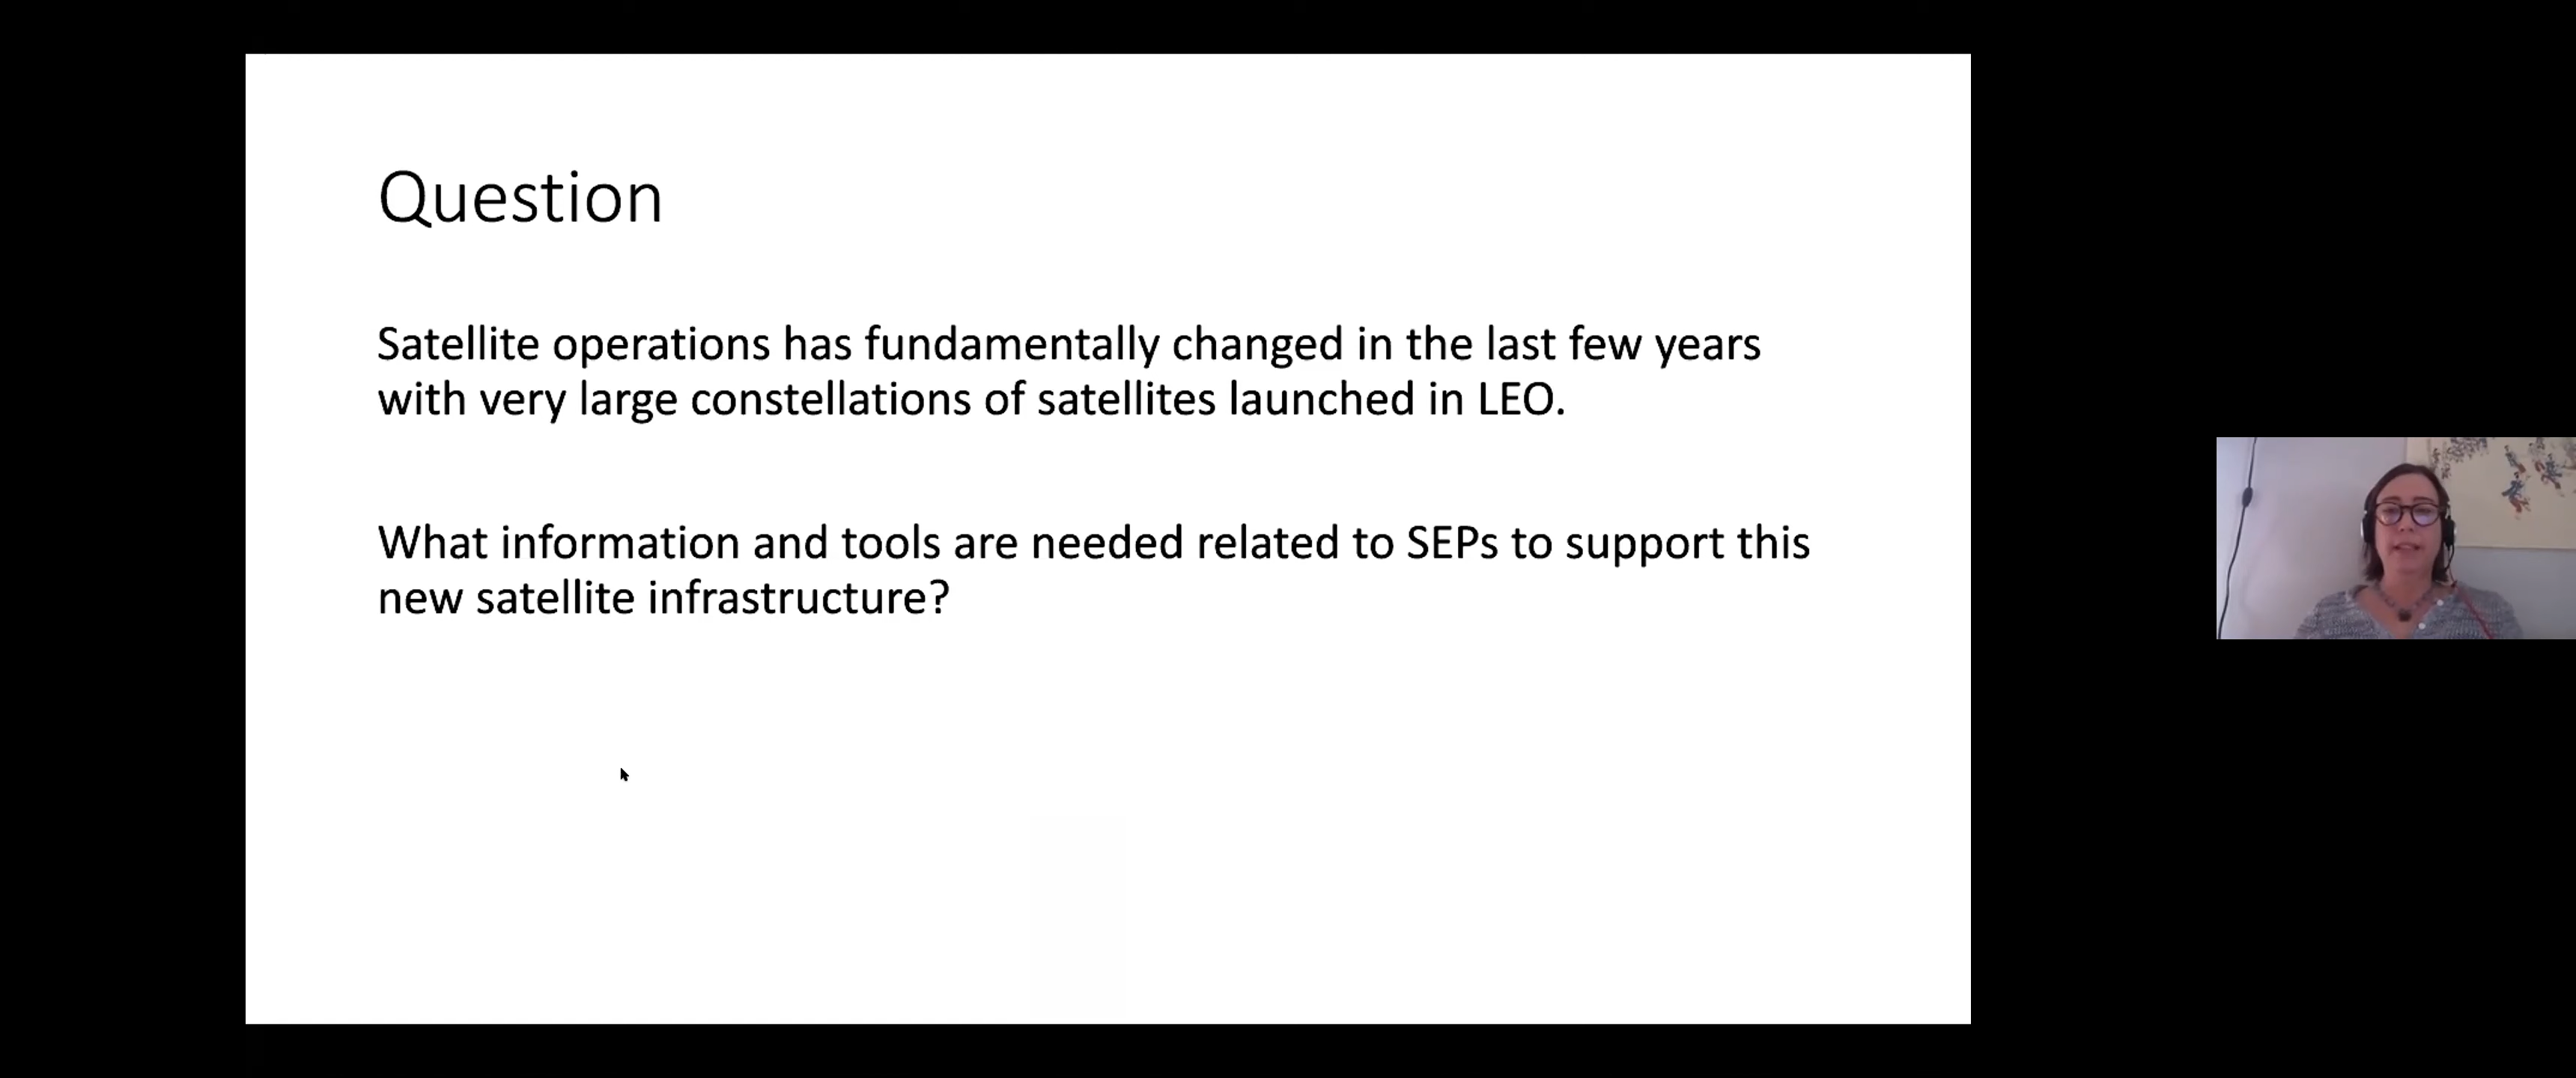 Question
Satellite operations has fundamentally changed in the last few years
with very large constellations of satellites launched in LEO.
What information and tools are needed related to SEPs to support this
new satellite infrastructure?